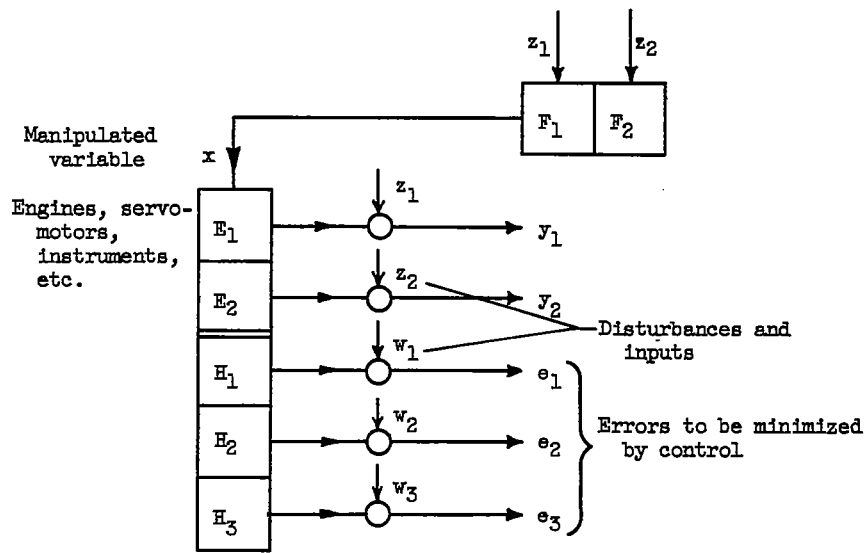 z1
z2
F1
F2
Manipulated
variable
x
Engines, servo-
motors,
instruments,
etc.
E1
z1
y1
E2
z2
y2
Disturbances and
inputs
H1
w1
e1
H2
w2
e2
Errors to be minimized
by control
H3
w3
e3